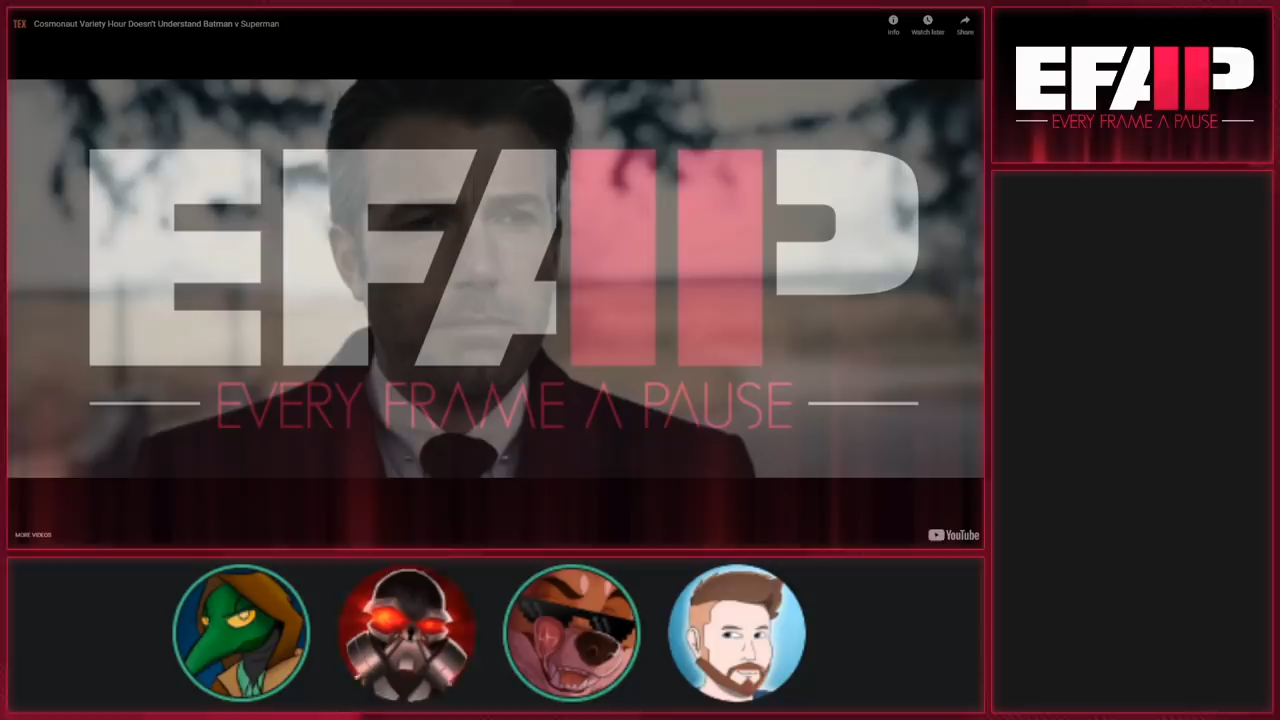 TEX Cosmonaut Variety Hour Doesn't Understand Batman v Superman
Info
Watch later
Share
EFAP
EVERY FRAME A PAUSE
EFAP
EVERY FRAME A PAUSE
MORE VIDEOS
YouTube